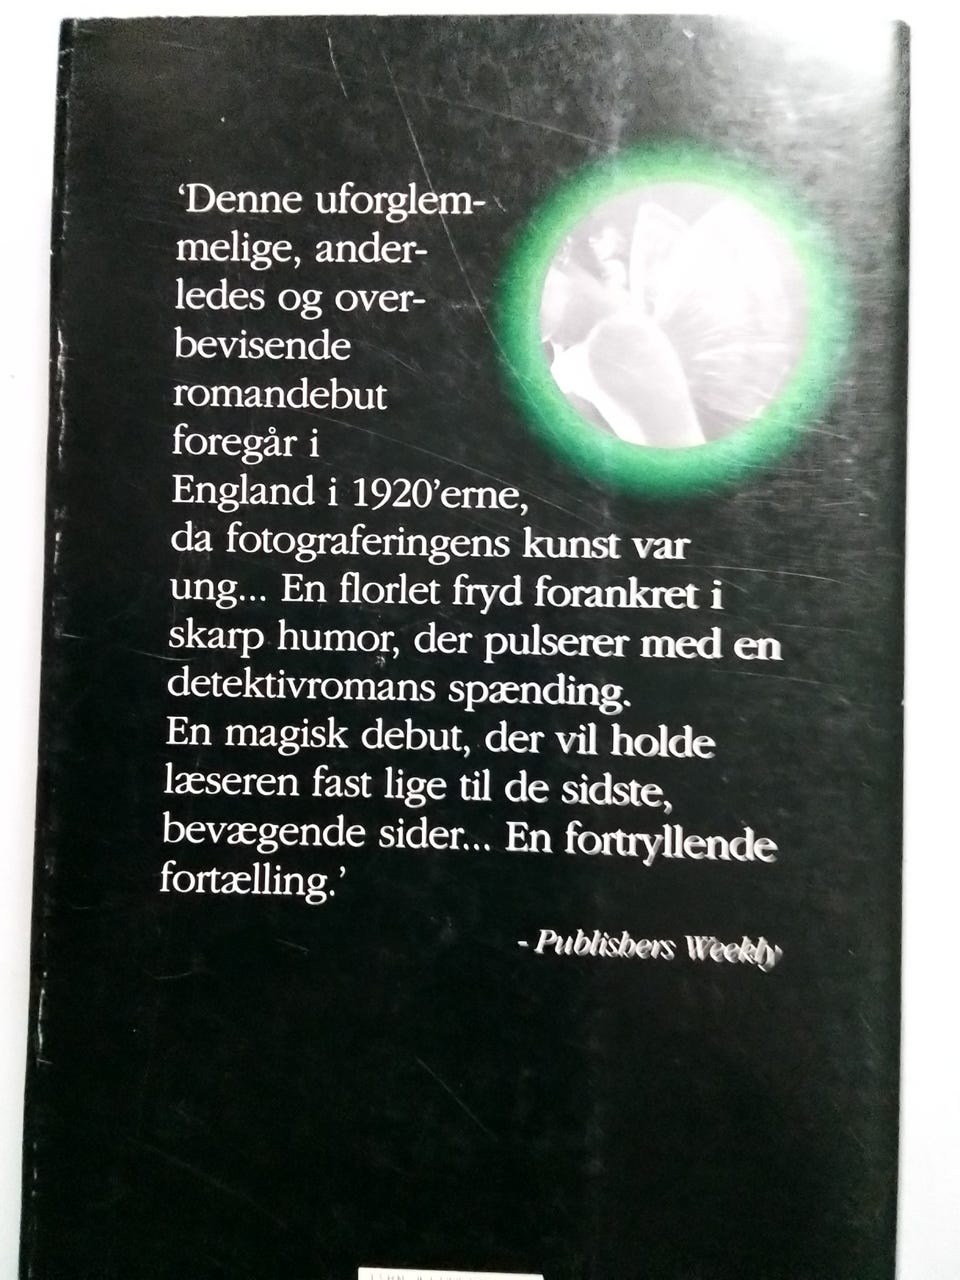 ‘Denne uforglem-
melige, ander-
ledes og over-
bevisende
romandebut
foregår i
England i 1920’erne,
da fotograferingens kunst var
ung... En florlet fryd forankret i
skarp humor, der pulserer med en
detektivromans spænding.
En magisk debut, der vil holde
læseren fast lige til de sidste,
bevægende sider... En fortryllende
fortælling.’
- Publishers Weekly
ISBN